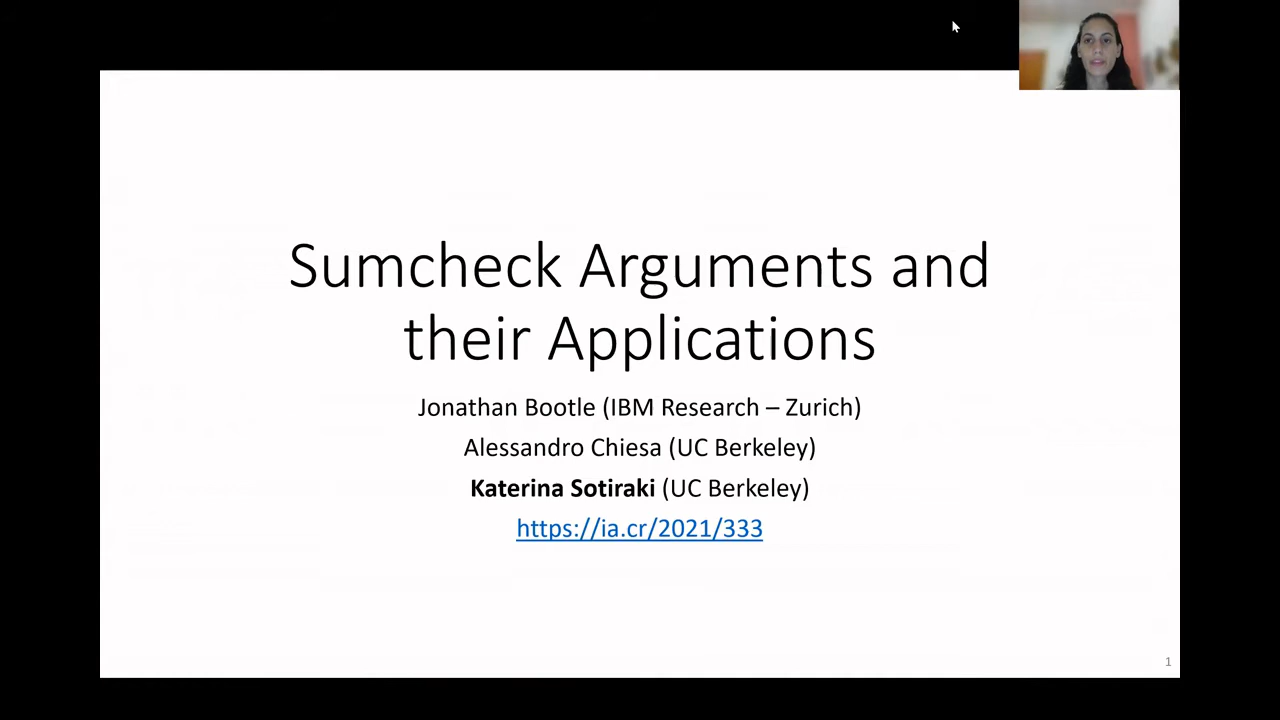 Sumcheck Arguments and
their Applications
Jonathan Bootle (IBM Research – Zurich)
Alessandro Chiesa (UC Berkeley)
Katerina Sotiraki (UC Berkeley)
https://ia.cr/2021/333
1